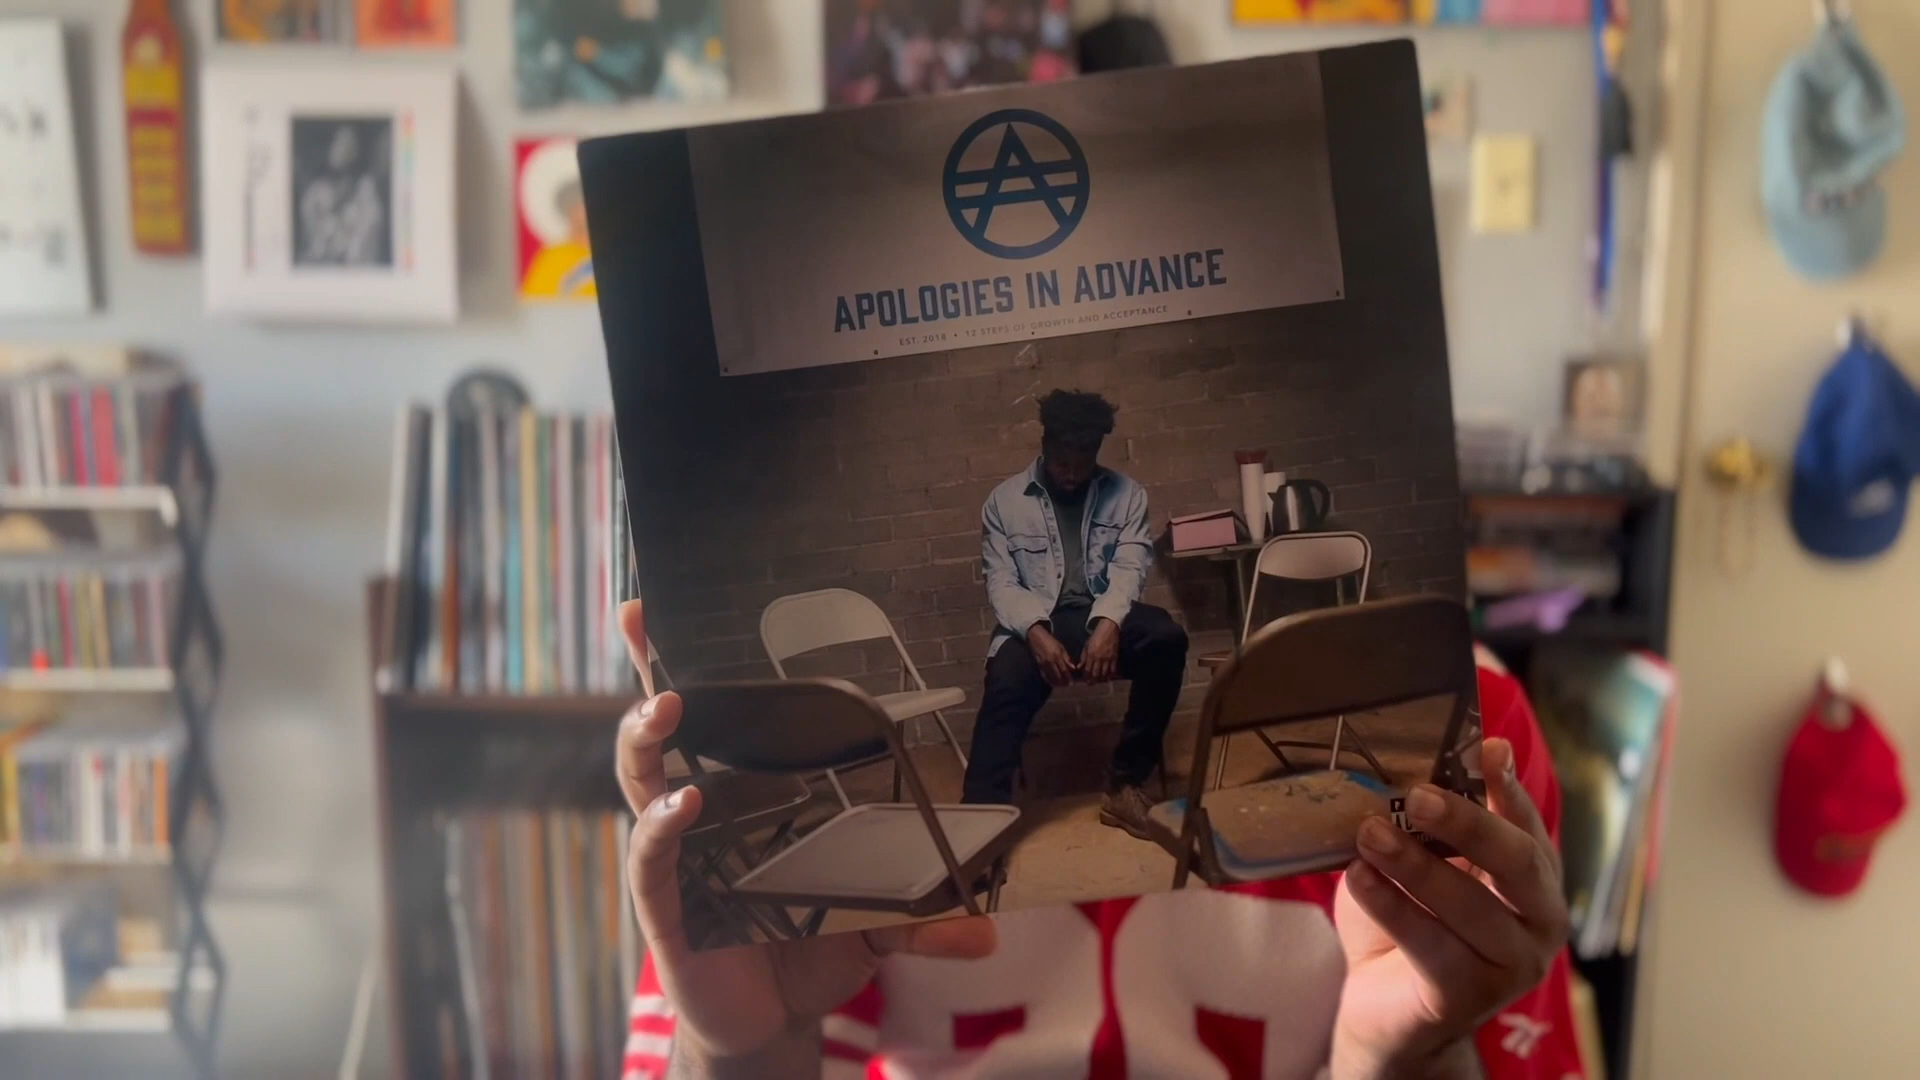 APOLOGIES IN ADVANCE
EST. 2018 • 12 STEPS OF GROWTH AND ACCEPTANCE